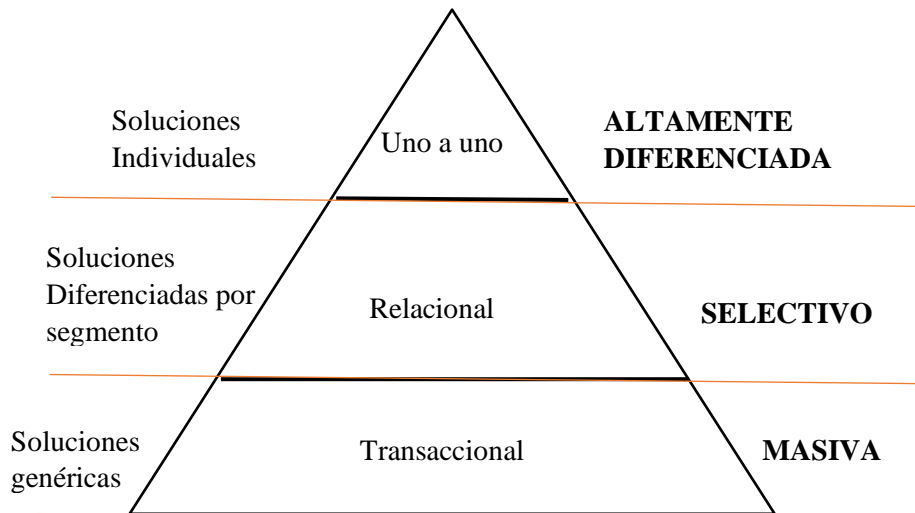 Soluciones
Individuales
Uno a uno
ALTAMENTE
DIFERENCIADA
Soluciones
Diferenciadas por
segmento
Relacional
SELECTIVO
Soluciones
genéricas
Transaccional
MASIVA